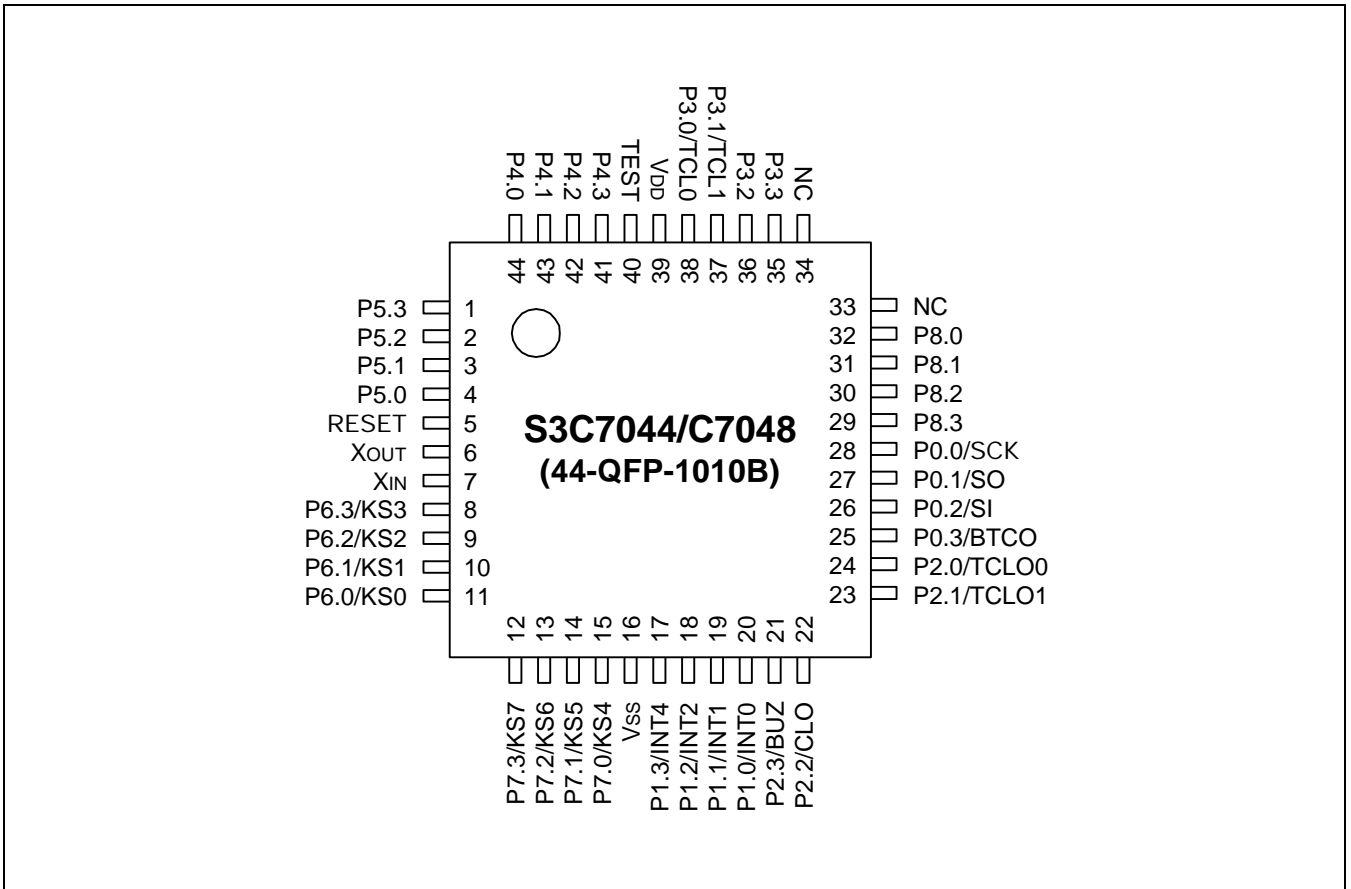 P4.0
P4.1
P4.2
P4.3
TEST
VDD
P3.0/TCL0
P3.1/TCL1
P3.2
P3.3
NC
44
43
42
41
40
39
38
37
36
35
34
P5.3 1
P5.2 2
P5.1 3
P5.0 4
RESET 5
XOUT 6
XIN 7
P6.3/KS3 8
P6.2/KS2 9
P6.1/KS1 10
P6.0/KS0 11
S3C7044/C7048
(44-QFP-1010B)
33 NC
32 P8.0
31 P8.1
30 P8.2
29 P8.3
28 P0.0/SCK
27 P0.1/SO
26 P0.2/SI
25 P0.3/BTCO
24 P2.0/TCLO0
23 P2.1/TCLO1
12
13
14
15
16
17
18
19
20
21
22
P7.3/KS7
P7.2/KS6
P7.1/KS5
P7.0/KS4
VSS
P1.3/INT4
P1.2/INT2
P1.1/INT1
P1.0/INT0
P2.3/BUZ
P2.2/CLO